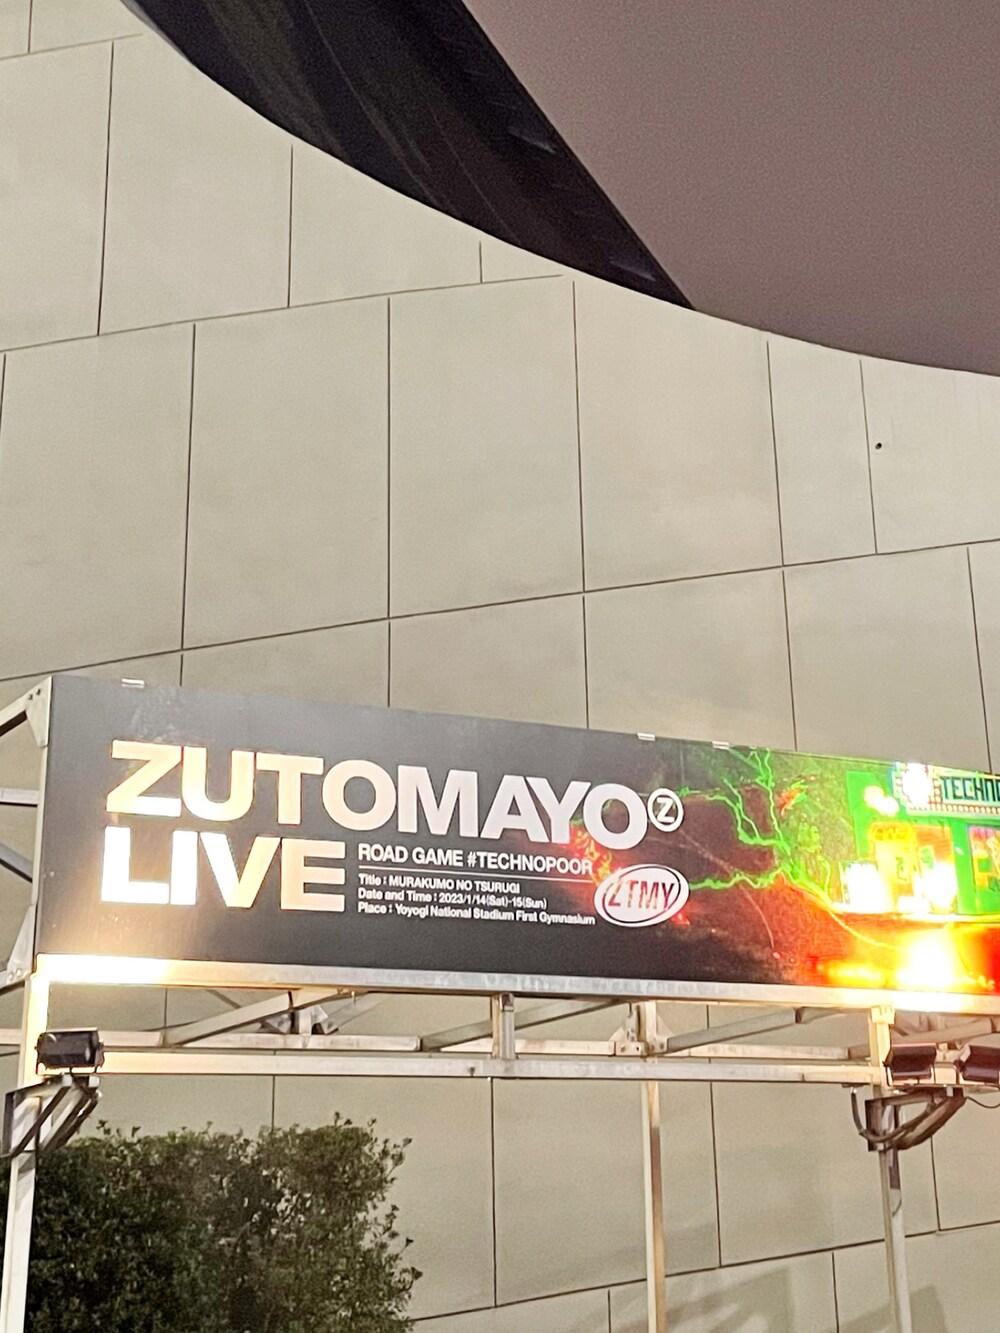 ZUTOMAYO Z
LIVE
ROAD GAME #TECHNOPOOR
Title : MURAKUMO NO TSURUGI
Date and Time : 2023/1/14(Sat)-15(Sun)
Place : Yoyogi National Stadium First Gymnasium
ZTMY